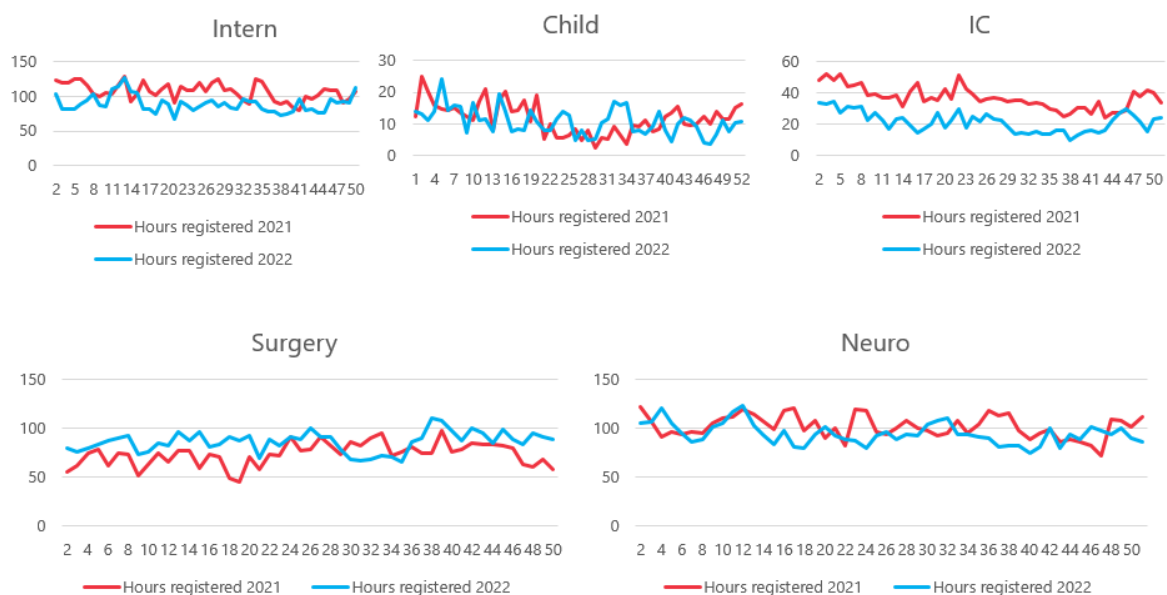 Intern
150
100
50
0
2 5 8 11 14 17 20 23 26 29 32 35 38 41 44 47 50
Hours registered 2021
Hours registered 2022
Child
30
20
10
0
1 4 7 10 13 16 19 22 25 28 31 34 37 40 43 46 49 52
Hours registered 2021
Hours registered 2022
IC
60
40
20
0
2 5 8 11 14 17 20 23 26 29 32 35 38 41 44 47 50
Hours registered 2021
Hours registered 2022
Surgery
150
100
50
0
2 4 6 8 10 12 14 16 18 20 22 24 26 28 30 32 34 36 38 40 42 44 46 48 50
Hours registered 2021 Hours registered 2022
Neuro
150
100
50
0
2 4 6 8 10 12 14 16 18 20 22 24 26 28 30 32 34 36 38 40 42 44 46 48 50
Hours registered 2021 Hours registered 2022